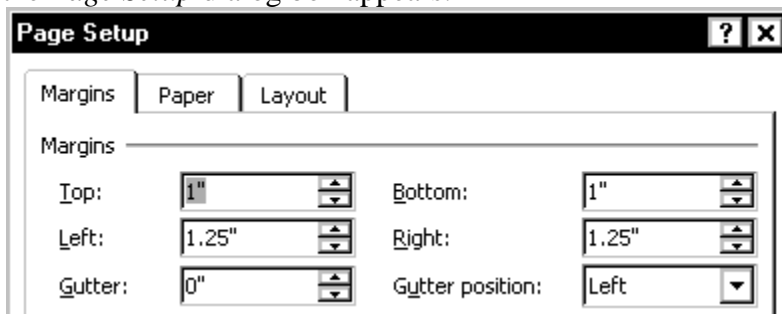 Page Setup ? X
Margins Paper Layout
Margins
Top: 1" Bottom: 1"
Left: 1.25" Right: 1.25"
Gutter: 0" Gutter position: Left